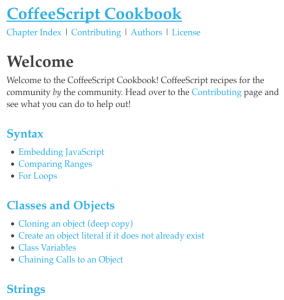 CoffeeScript Cookbook
Chapter Index | Contributing | Authors | License
Welcome
Welcome to the CoffeeScript Cookbook! CoffeeScript recipes for the
community by the community. Head over to the Contributing page and
see what you can do to help out!
Syntax
Embedding JavaScript
Comparing Ranges
For Loops
Classes and Objects
Cloning an object (deep copy)
Create an object literal if does not already exist
Class Variables
Chaining Calls to an Object
Strings